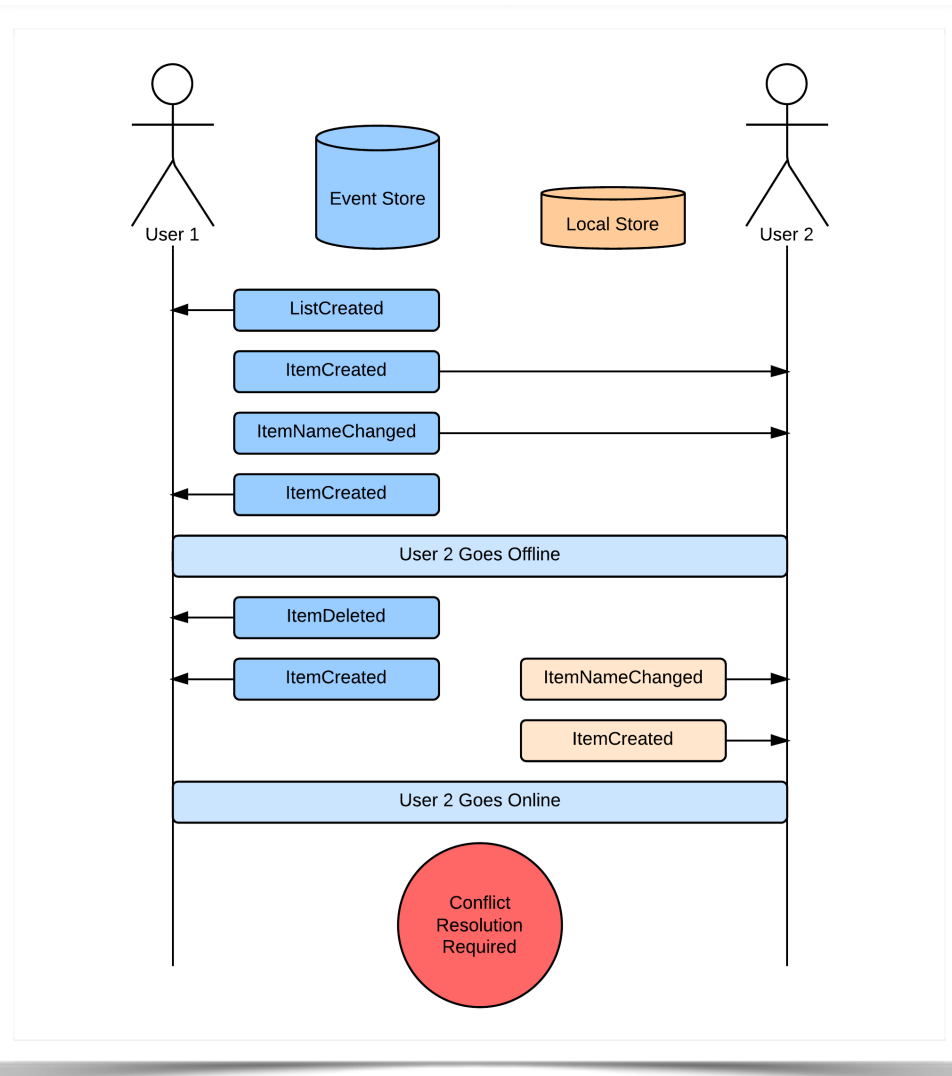 Event Store
Local Store
User 1
User 2
ListCreated
ItemCreated
ItemNameChanged
ItemCreated
User 2 Goes Offline
ItemDeleted
ItemCreated
ItemNameChanged
ItemCreated
User 2 Goes Online
Conflict
Resolution
Required